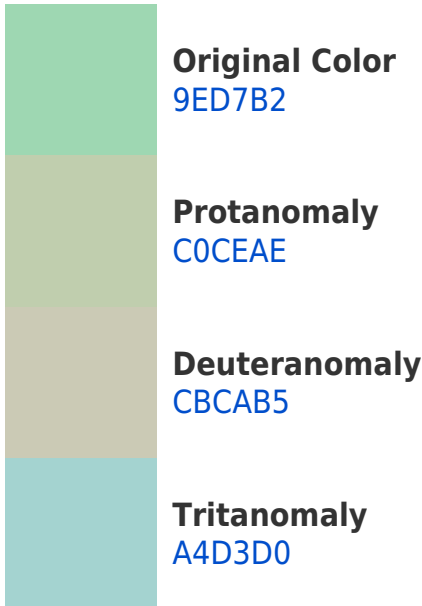 Original Color
9ED7B2
Protanomaly
C0CEAE
Deuteranomaly
CBCAB5
Tritanomaly
A4D3D0